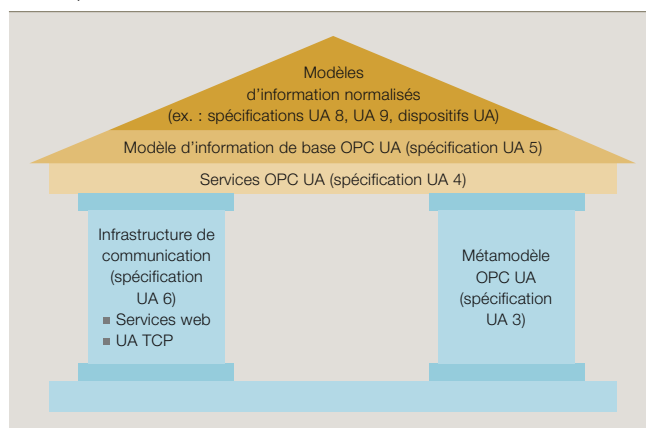 Modèles
d'information normalisés
(ex. : spécifications UA 8, UA 9, dispositifs UA)
Modèle d'information de base OPC UA (spécification UA 5)
Services OPC UA (spécification UA 4)
Infrastructure de
communication
(spécification
UA 6)
■ Services web
■ UA TCP
Métamodèle
OPC UA
(spécification
UA 3)